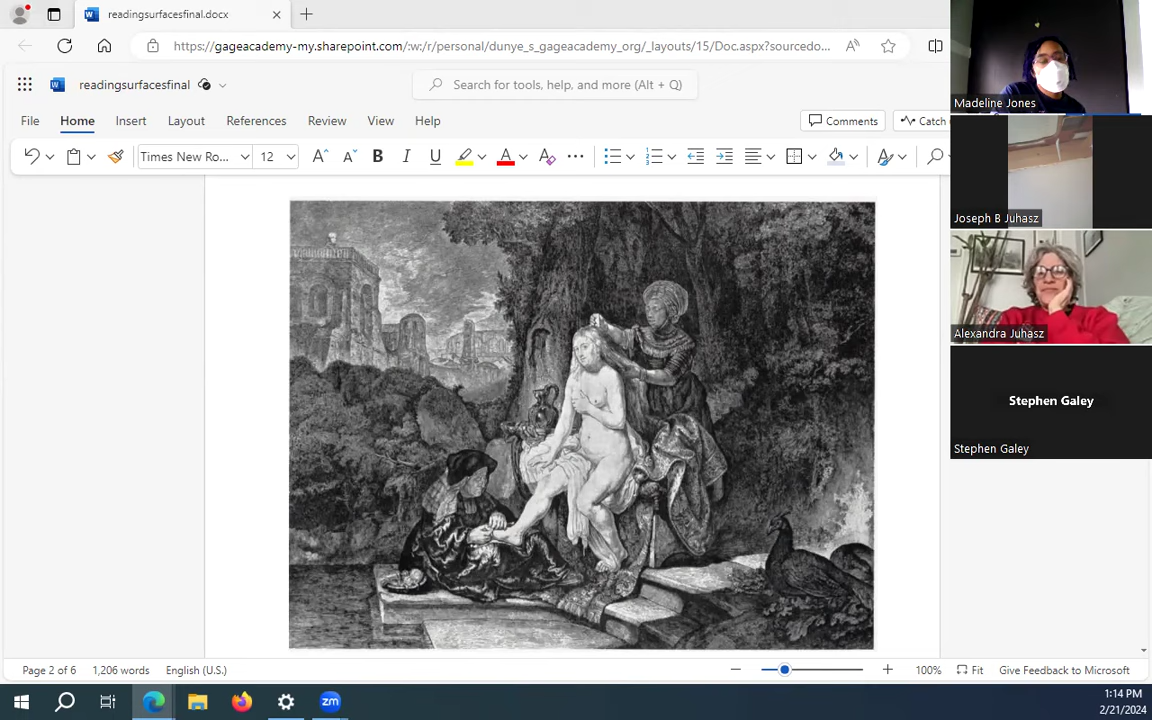 readingsurfacesfinal.docx
https://gageacademy-my.sharepoint.com/:w:/r/personal/dunye_s_gageacademy_org/_layouts/15/Doc.aspx?sourcedo...
readingsurfacesfinal
Search for tools, help, and more (Alt + Q)
File Home Insert Layout References Review View Help
Comments
Catch
Times New Ro... 12
B I U A
Madeline Jones
Joseph B Juhasz
Alexandra Juhasz
Stephen Galey
Stephen Galey
Page 2 of 6 1,206 words English (U.S.) 100% Fit Give Feedback to Microsoft
zm
1:14 PM
2/21/2024